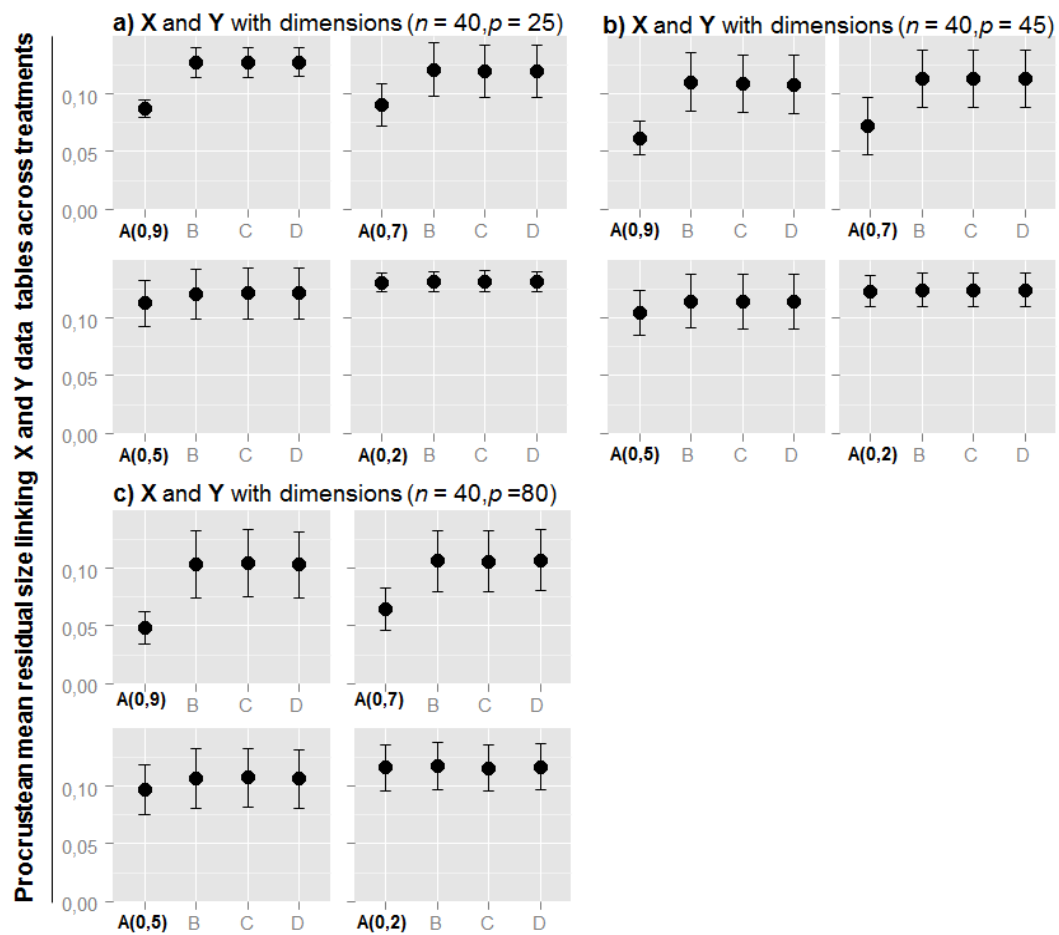 Procrustean mean residual size linking X and Y data tables across treatments
a) X and Y with dimensions (n = 40,p = 25)
0,10
0,05
0,00
A(0,9) B C D
A(0,7) B C D
0,10
0,05
0,00
A(0,5) B C D
A(0,2) B C D
b) X and Y with dimensions (n = 40,p = 45)
A(0,9) B C D
A(0,7) B C D
A(0,5) B C D
A(0,2) B C D
c) X and Y with dimensions (n = 40,p =80)
0,10
0,05
0,00
A(0,9) B C D
A(0,7) B C D
0,10
0,05
0,00
A(0,5) B C D
A(0,2) B C D